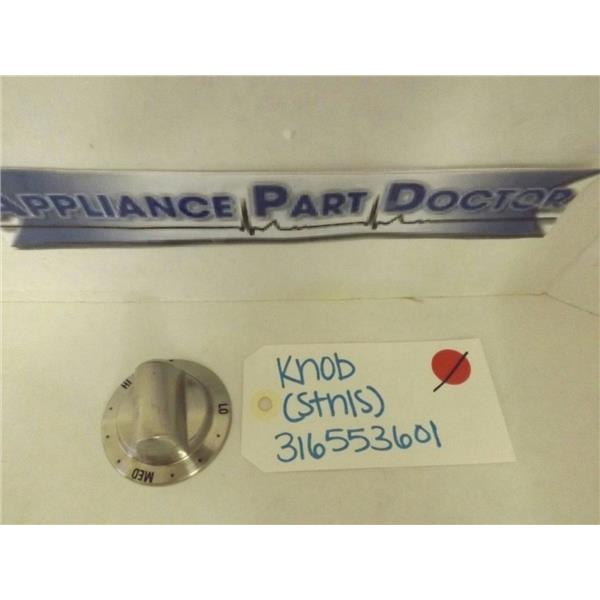 APPLIANCE PART DOCTOR
Knob
(Stnls)
316553601
HI
LO
MED